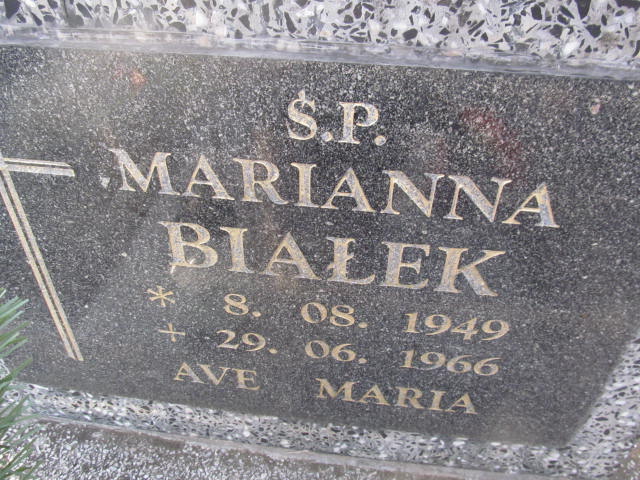 Ś.P.
MARIANNA
BIAŁEK
* 8. 08. 1949
+ 29. 06. 1966
AVE MARIA